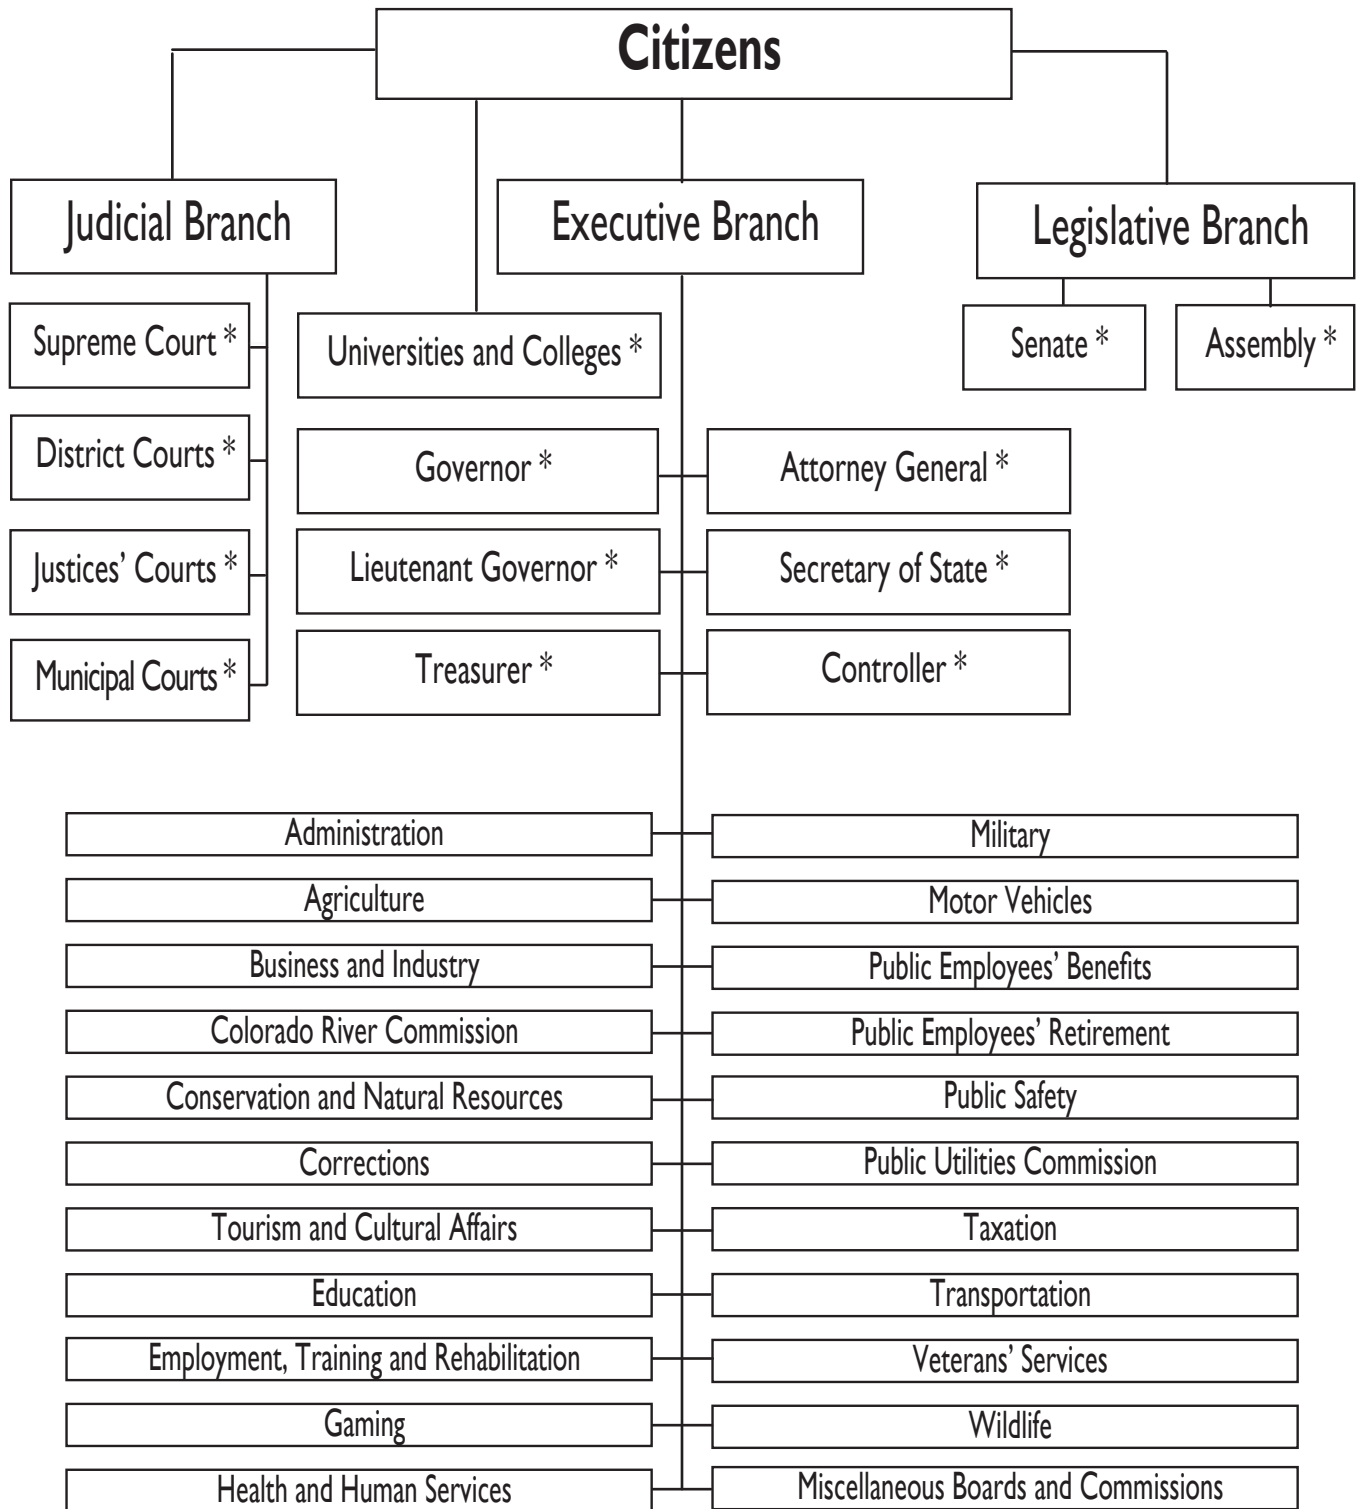 Citizens
Judicial Branch
Executive Branch
Legislative Branch
Supreme Court *
Universities and Colleges *
Senate *
Assembly *
District Courts *
Governor *
Attorney General *
Justices’ Courts *
Lieutenant Governor *
Secretary of State *
Municipal Courts *
Treasurer *
Controller *
Administration
Military
Agriculture
Motor Vehicles
Business and Industry
Public Employees’ Benefits
Colorado River Commission
Public Employees’ Retirement
Conservation and Natural Resources
Public Safety
Corrections
Public Utilities Commission
Tourism and Cultural Affairs
Taxation
Education
Transportation
Employment, Training and Rehabilitation
Veterans’ Services
Gaming
Wildlife
Health and Human Services
Miscellaneous Boards and Commissions